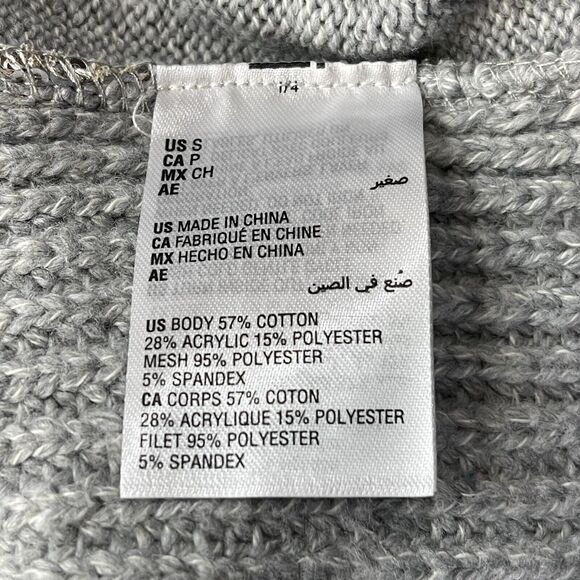 1/4
US S
CA P
MX CH
AE صغير
US MADE IN CHINA
CA FABRIQUÉ EN CHINE
MX HECHO EN CHINA
AE
صُنع في الصين
US BODY 57% COTTON
28% ACRYLIC 15% POLYESTER
MESH 95% POLYESTER
5% SPANDEX
CA CORPS 57% COTON
28% ACRYLIQUE 15% POLYESTER
FILET 95% POLYESTER
5% SPANDEX